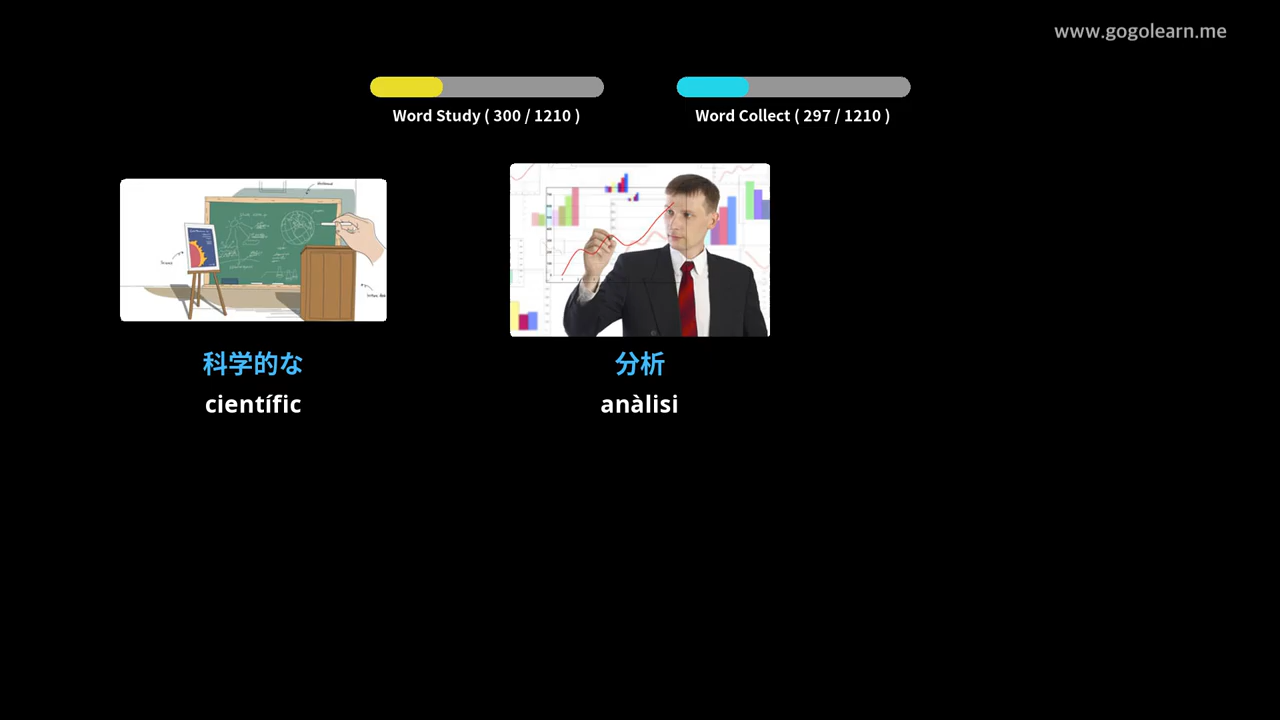 www.gogolearn.me
Word Study ( 300 / 1210 )
Word Collect ( 297 / 1210 )
科学的な
científic
分析
anàlisi